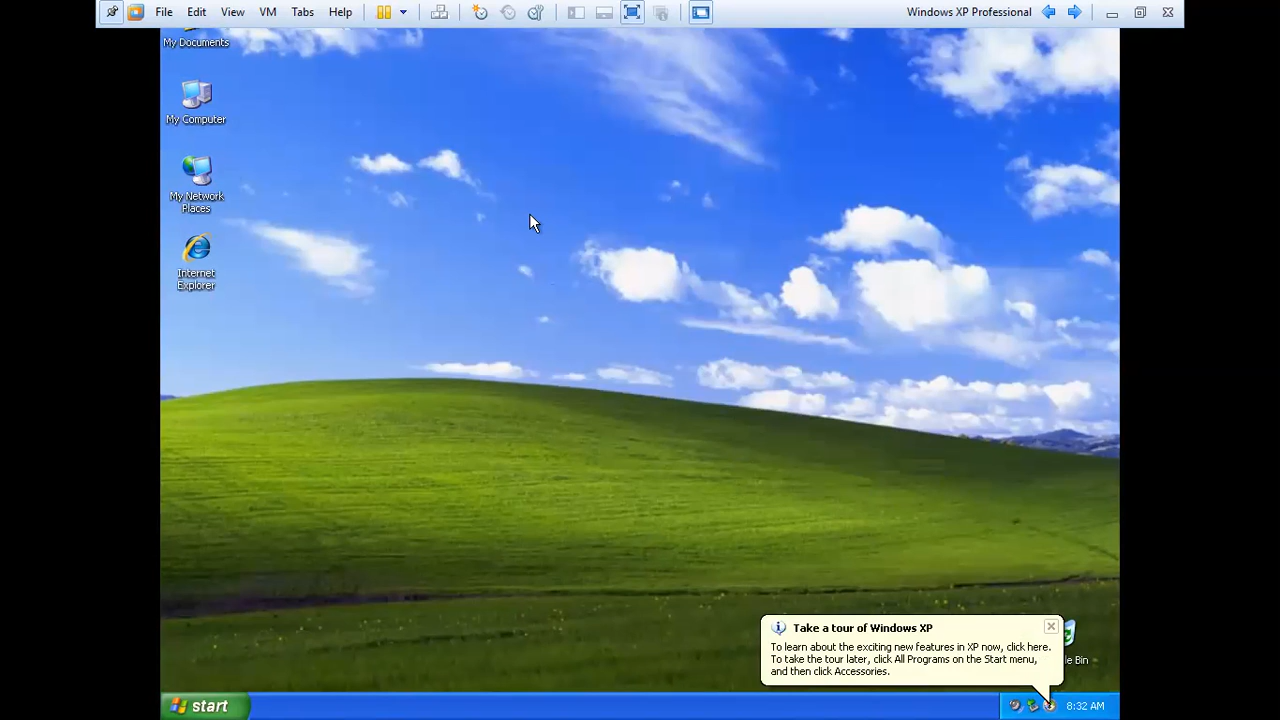 File Edit View VM Tabs Help Windows XP Professional
My Documents
My Computer
My Network
Places
Internet
Explorer
Take a tour of Windows XP
To learn about the exciting new features in XP now, click here.
To take the tour later, click All Programs on the Start menu,
and then click Accessories.
le Bin
start 8:32 AM